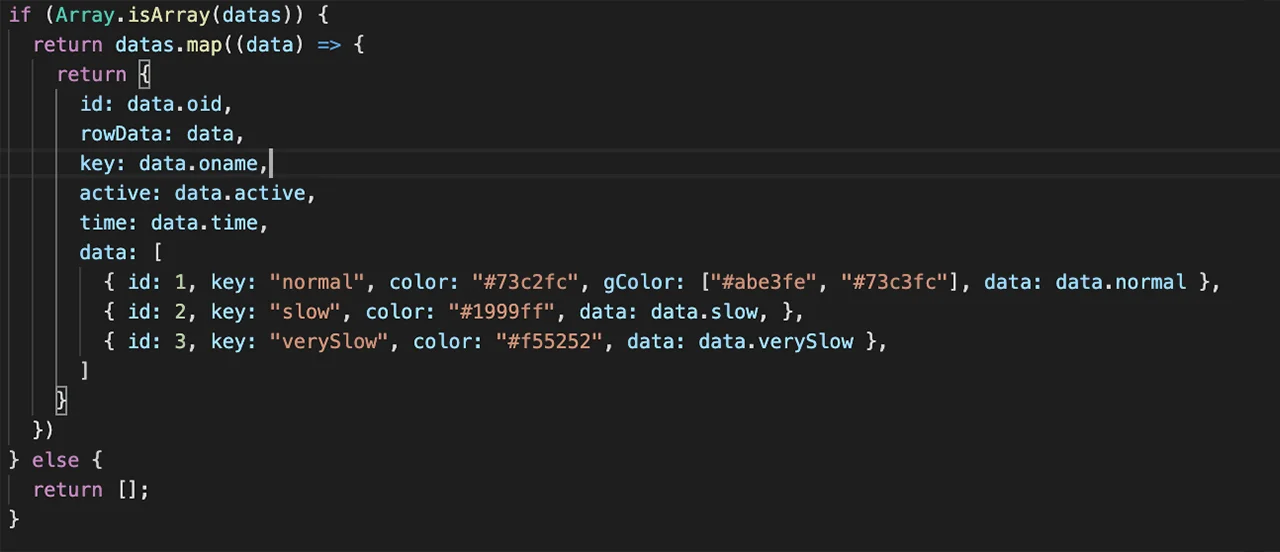 if (Array.isArray(datas)) {
  return datas.map((data) => {
    return {
      id: data.oid,
      rowData: data,
      key: data.oname,
      active: data.active,
      time: data.time,
      data: [
        { id: 1, key: "normal", color: "#73c2fc", gColor: ["#abe3fe", "#73c3fc"], data: data.normal },
        { id: 2, key: "slow", color: "#1999ff", data: data.slow, },
        { id: 3, key: "verySlow", color: "#f55252", data: data.verySlow },
      ]
    }
  })
} else {
  return [];
}